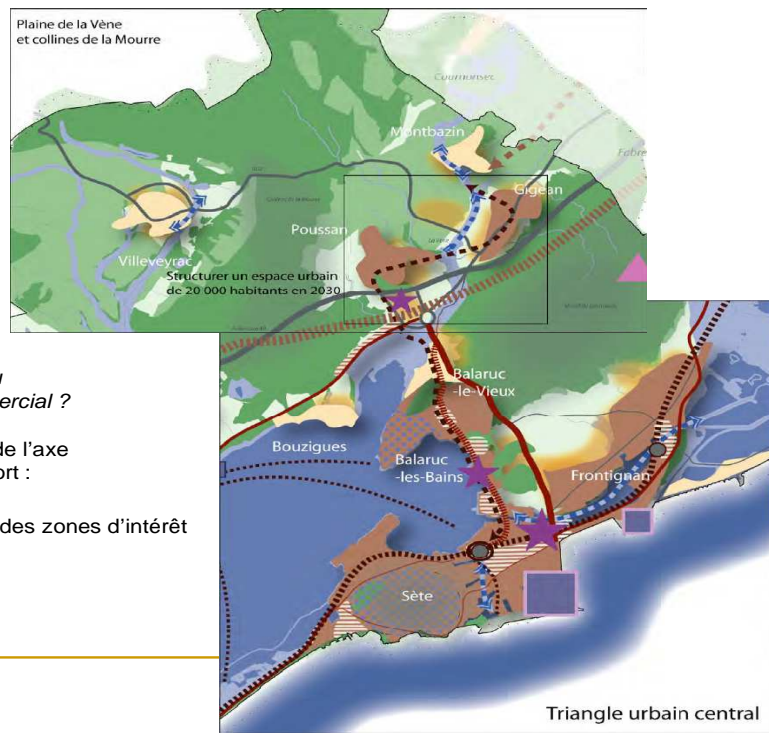 Plaine de la Vène
et collines de la Mourre
Cournonsec
Montbazin
Gigean
Poussan
Villeveyrac
Structurer un espace urbain
de 20 000 habitants en 2030
ercial ?
de l’axe
ort :
des zones d’intérêt
Balaruc
-le-Vieux
Bouzigues
Balaruc
-les-Bains
Frontignan
Sète
Triangle urbain central